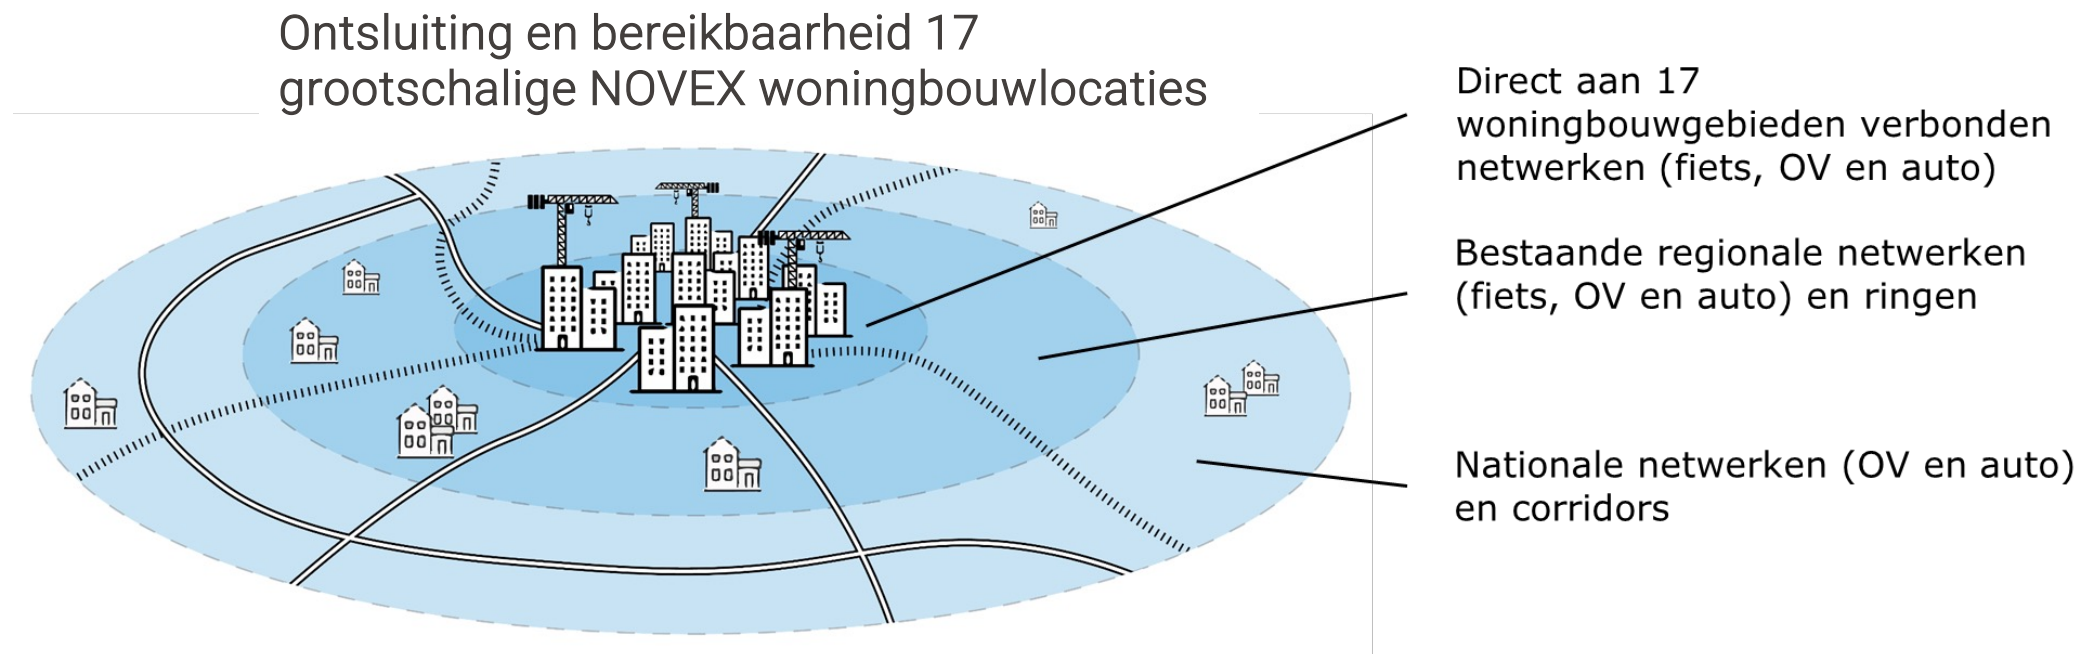 Ontsluiting en bereikbaarheid 17
grootschalige NOVEX woningbouwlocaties
Direct aan 17
woningbouwgebieden verbonden
netwerken (fiets, OV en auto)
Bestaande regionale netwerken
(fiets, OV en auto) en ringen
Nationale netwerken (OV en auto)
en corridors